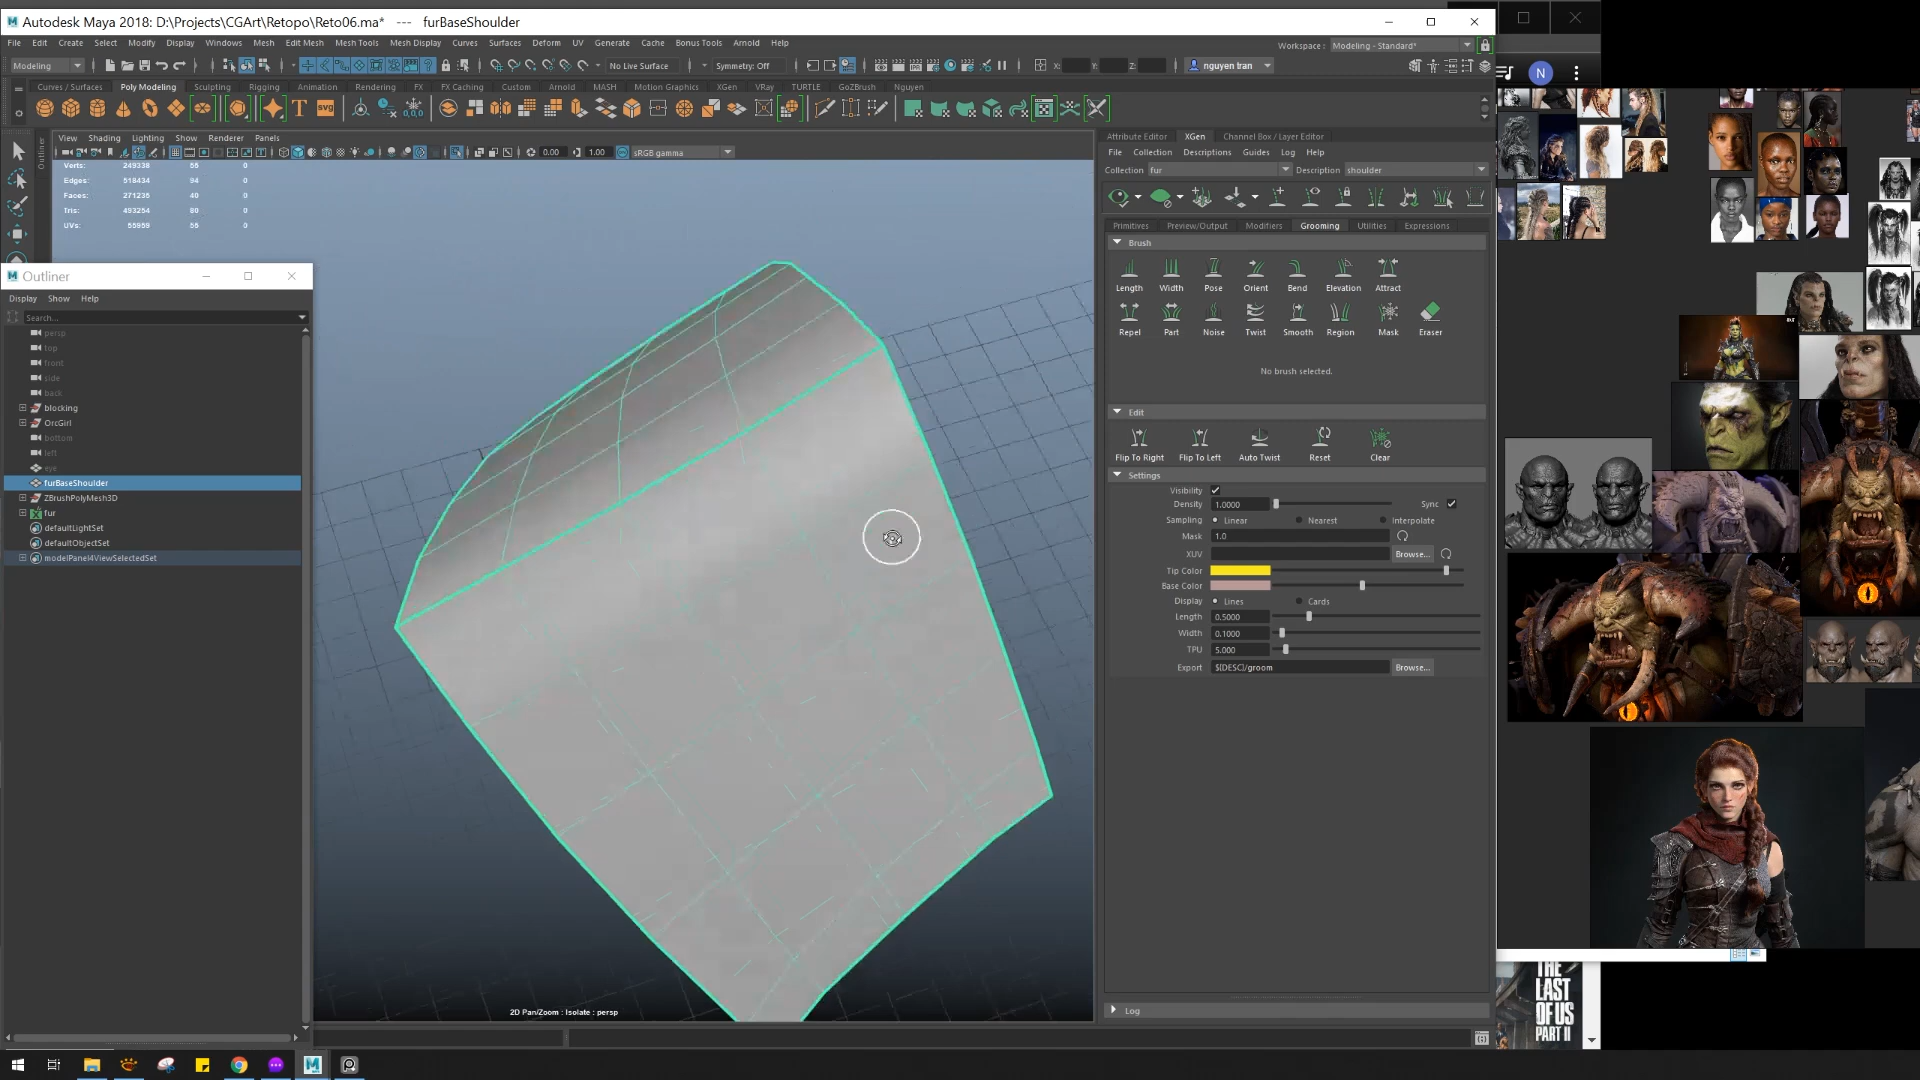 Autodesk Maya 2018: D:\Projects\CGArt\Retopo\Reto06.ma* --- furBaseShoulder
File Edit Create Select Modify Display Windows Mesh Edit Mesh Mesh Tools Mesh Display Curves Surfaces Deform UV Generate Cache Bonus Tools Arnold Help
Workspace : Modeling - Standard*
Modeling No Live Surface Symmetry: Off X: Y: Z: nguyen tran
N
Curves / Surfaces Poly Modeling Sculpting Rigging Animation Rendering FX FX Caching Custom Arnold MASH Motion Graphics XGen VRay TURTLE GoZBrush Nguyen
SVG
0,0,0
View Shading Lighting Show Renderer Panels
0.00 1.00 sRGB gamma
Outliner
Verts: 249338 55 0
Edges: 518434 94 0
Faces: 271235 40 0
Tris: 493254 80 0
UVs: 55959 55 0
Outliner
Display Show Help
Search...
persp
top
front
side
back
blocking
OrcGirl
bottom
left
eye
furBaseShoulder
ZBrushPolyMesh3D
fur
defaultLightSet
defaultObjectSet
modelPanel4ViewSelectedSet
2D Pan/Zoom : Isolate : persp
Attribute Editor XGen Channel Box / Layer Editor
File Collection Descriptions Guides Log Help
Collection fur Description shoulder
Primitives Preview/Output Modifiers Grooming Utilities Expressions
Brush
Length Width Pose Orient Bend Elevation Attract
Repel Part Noise Twist Smooth Region Mask Eraser
No brush selected.
Edit
Flip To Right Flip To Left Auto Twist Reset Clear
Settings
Visibility
Density 1.0000 Sync
Sampling Linear Nearest Interpolate
Mask 1.0
XUV Browse...
Tip Color
Base Color
Display Lines Cards
Length 0.5000
Width 0.1000
TPU 5.000
Export ${DESC}/groom Browse...
Log
THE
LAST
OF US
PART II